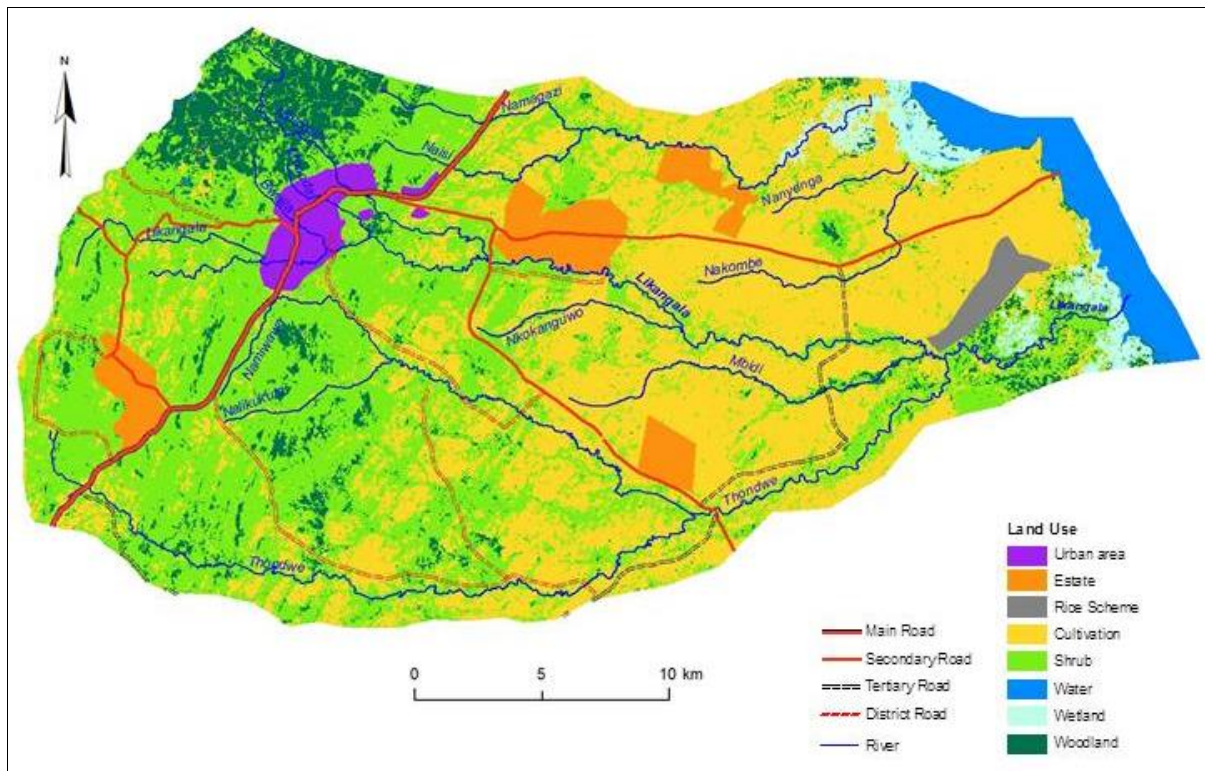 N
Namagazi
Naisi
Likangala
Nanyenga
Nakombe
Likangala
Likangala
Nkokanguwo
Namiwawa
Mbidi
Thondwe
Thondwe
Land Use
Urban area
Estate
Rice Scheme
Cultivation
Shrub
Water
Wetland
Woodland
Main Road
Secondary Road
Tertiary Road
District Road
River
0 5 10 km